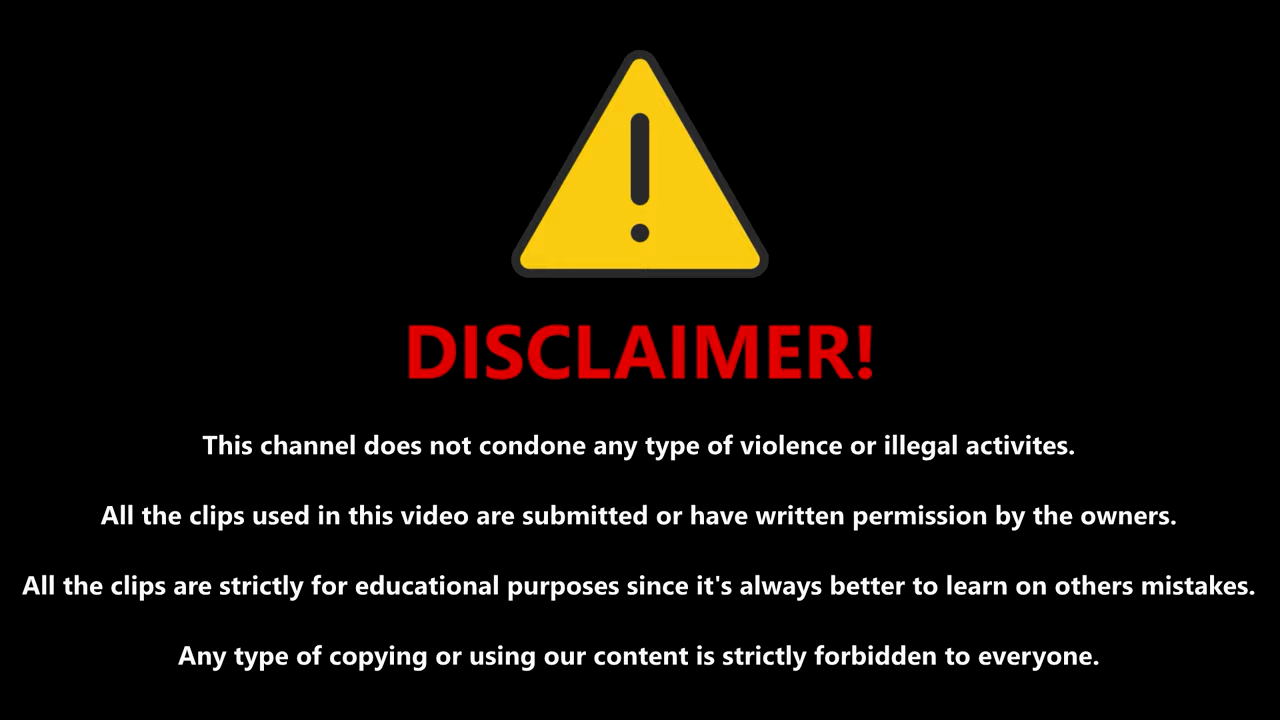 DISCLAIMER!
This channel does not condone any type of violence or illegal activites.
All the clips used in this video are submitted or have written permission by the owners.
All the clips are strictly for educational purposes since it's always better to learn on others mistakes.
Any type of copying or using our content is strictly forbidden to everyone.